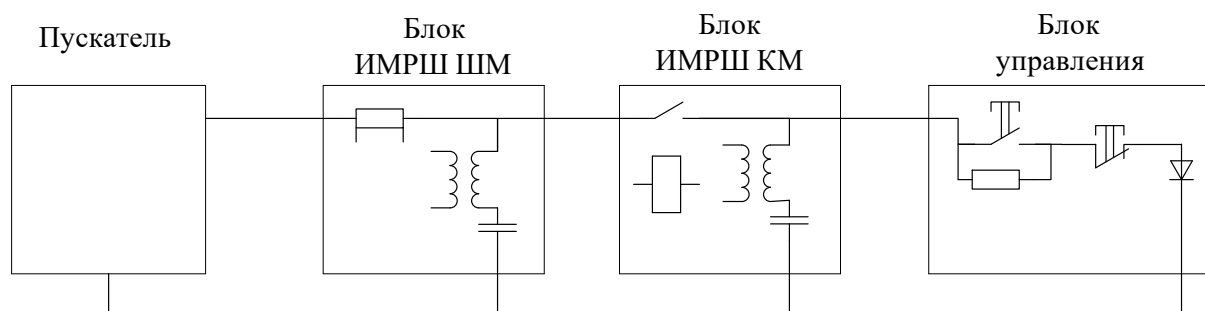 Пускатель
Блок
ИМРШ ШМ
Блок
ИМРШ КМ
Блок
управления